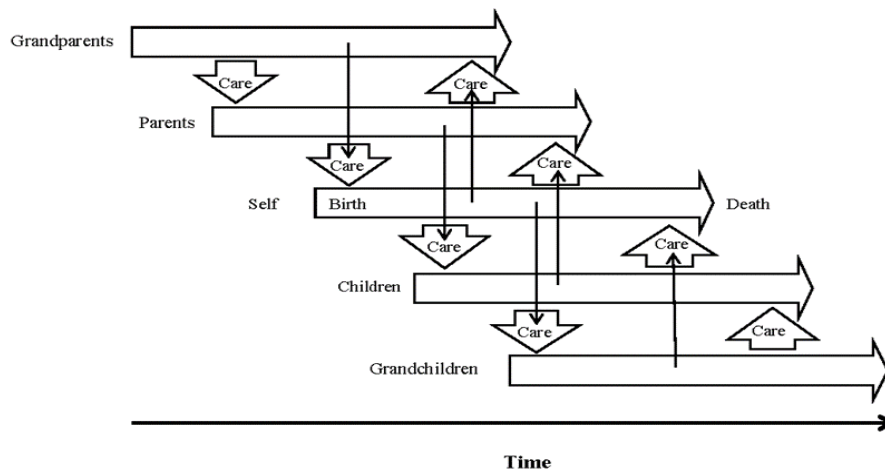 Grandparents
Care
Care
Parents
Care
Care
Self
Birth
Death
Care
Care
Children
Care
Care
Grandchildren
Time